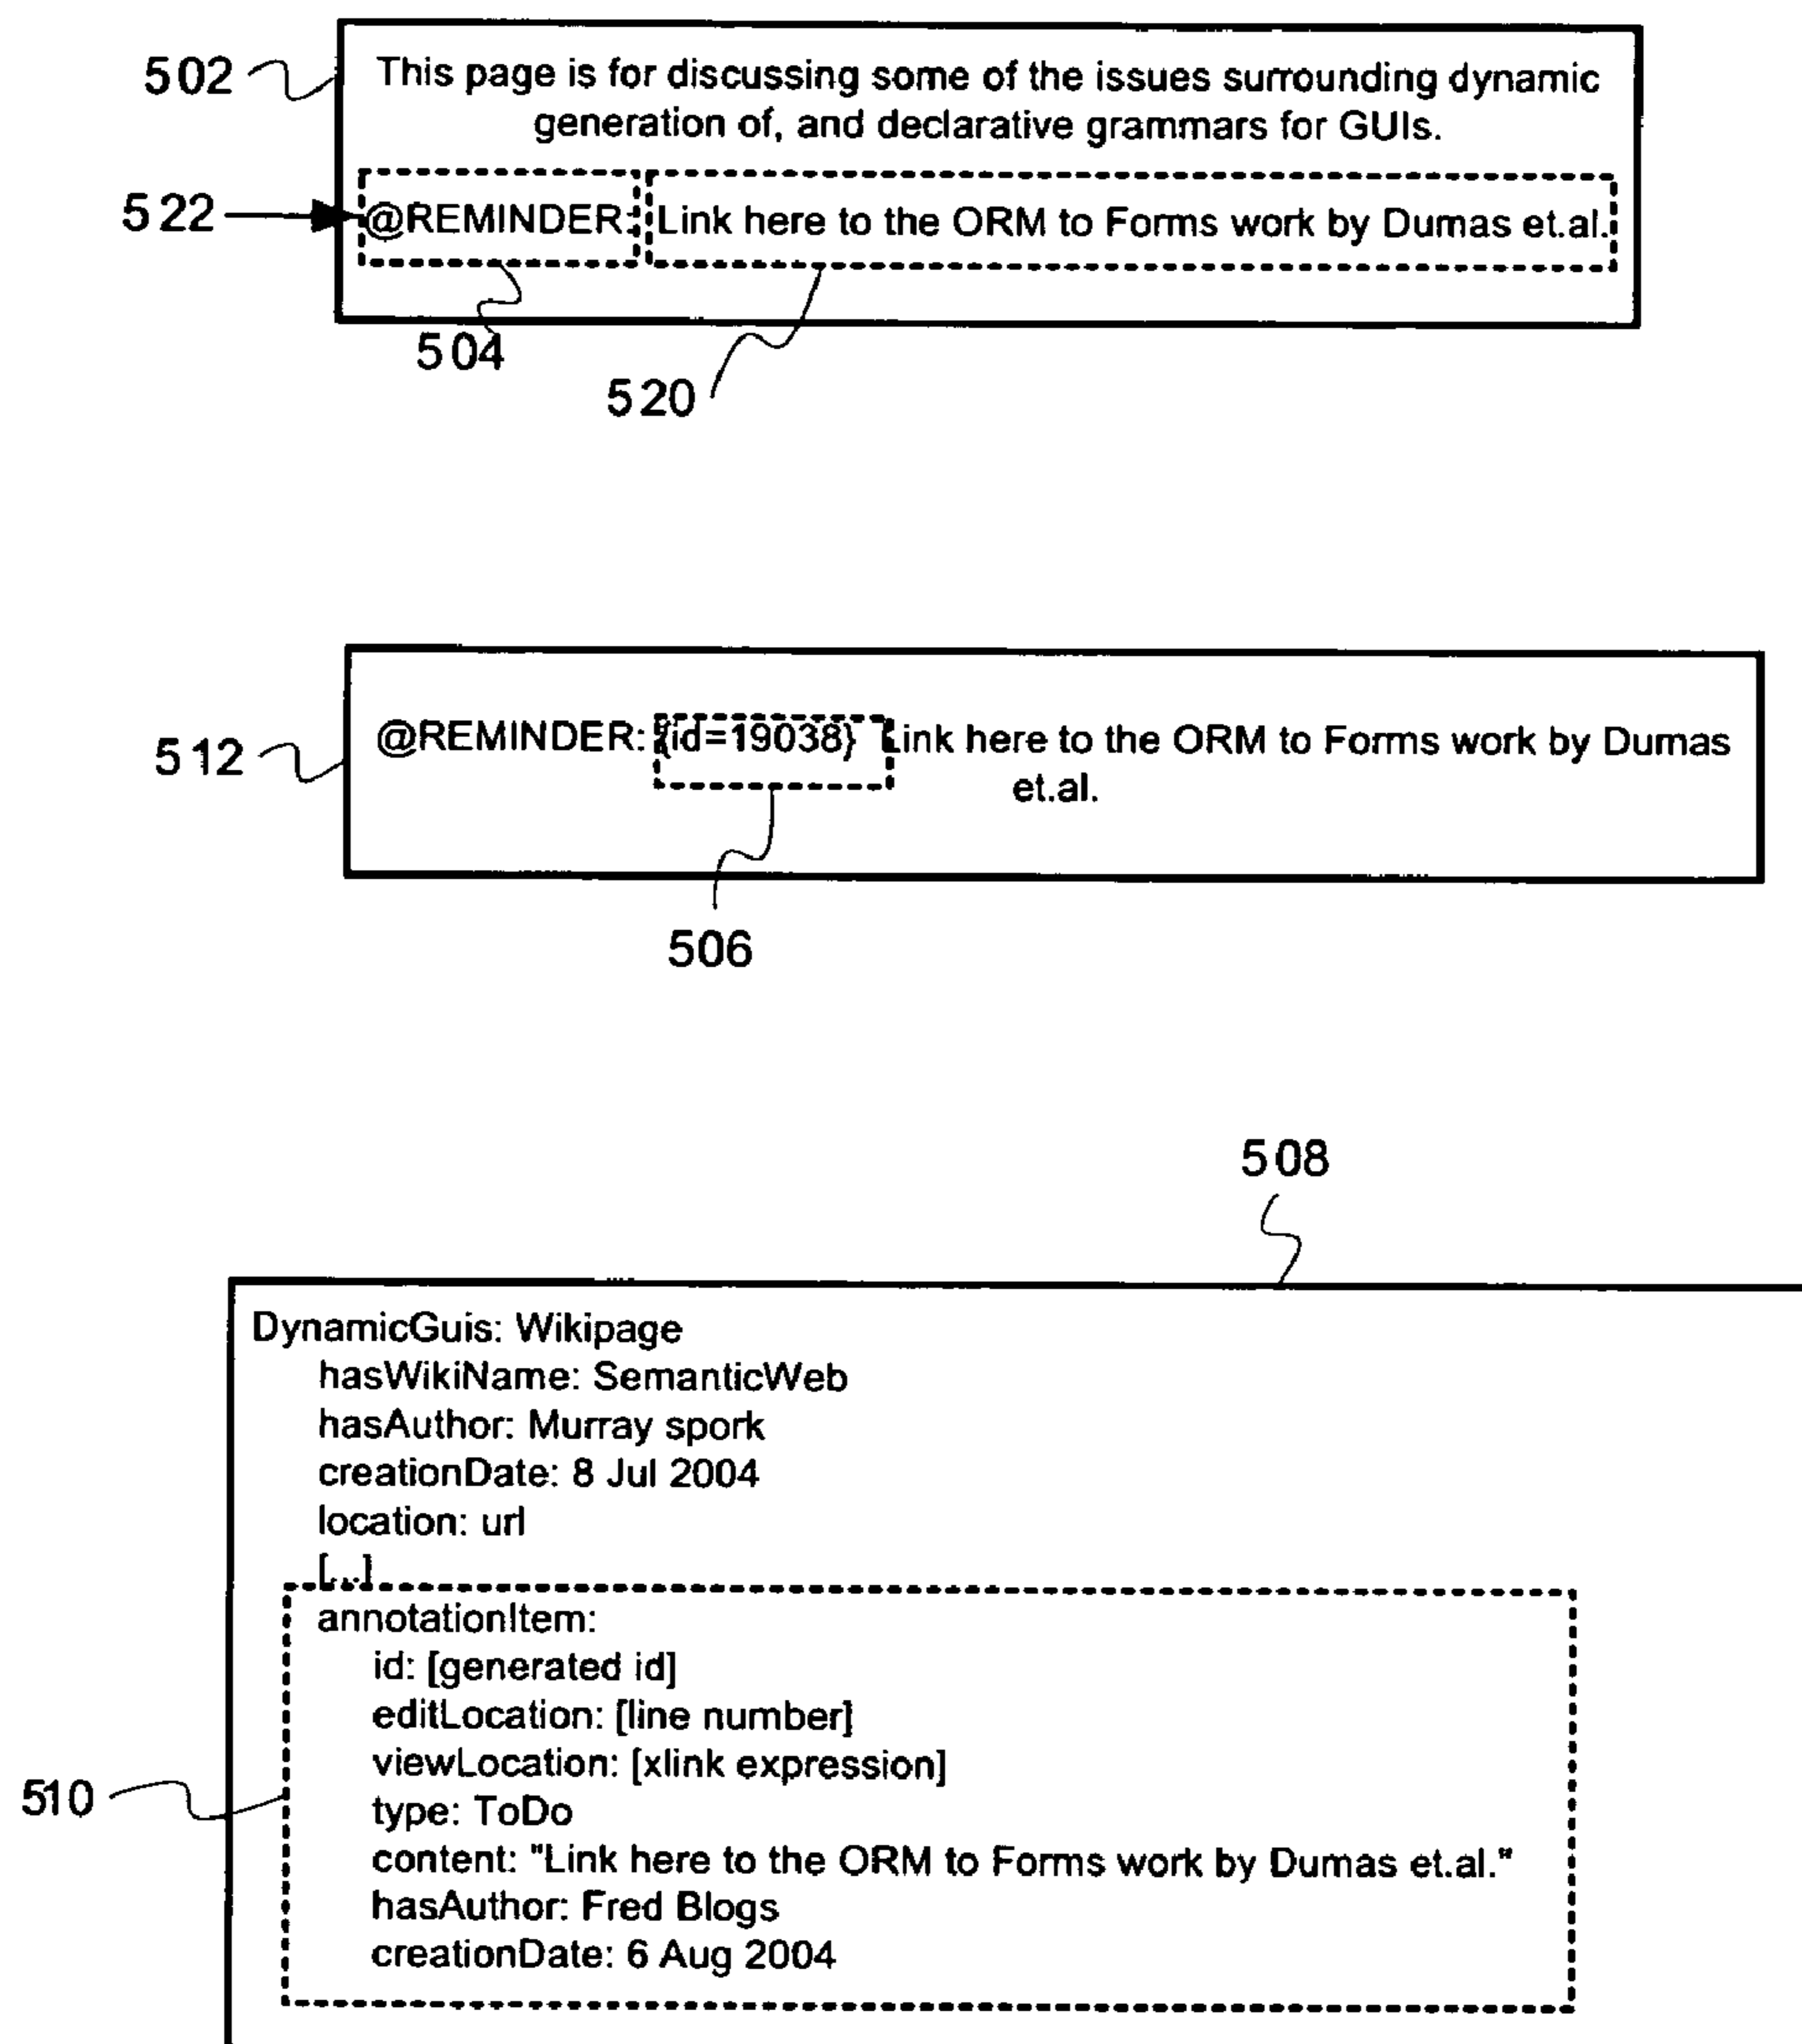 502
This page is for discussing some of the issues surrounding dynamic
generation of, and declarative grammars for GUIs.
522
@REMINDER: Link here to the ORM to Forms work by Dumas et.al.
504
520
512
@REMINDER: {id=19038} Link here to the ORM to Forms work by Dumas
et.al.
506
508
DynamicGuis: Wikipage
hasWikiName: SemanticWeb
hasAuthor: Murray spork
creationDate: 8 Jul 2004
location: url
[...]
annotationItem:
id: [generated id]
editLocation: [line number]
viewLocation: [xlink expression]
510
type: ToDo
content: "Link here to the ORM to Forms work by Dumas et.al."
hasAuthor: Fred Blogs
creationDate: 6 Aug 2004